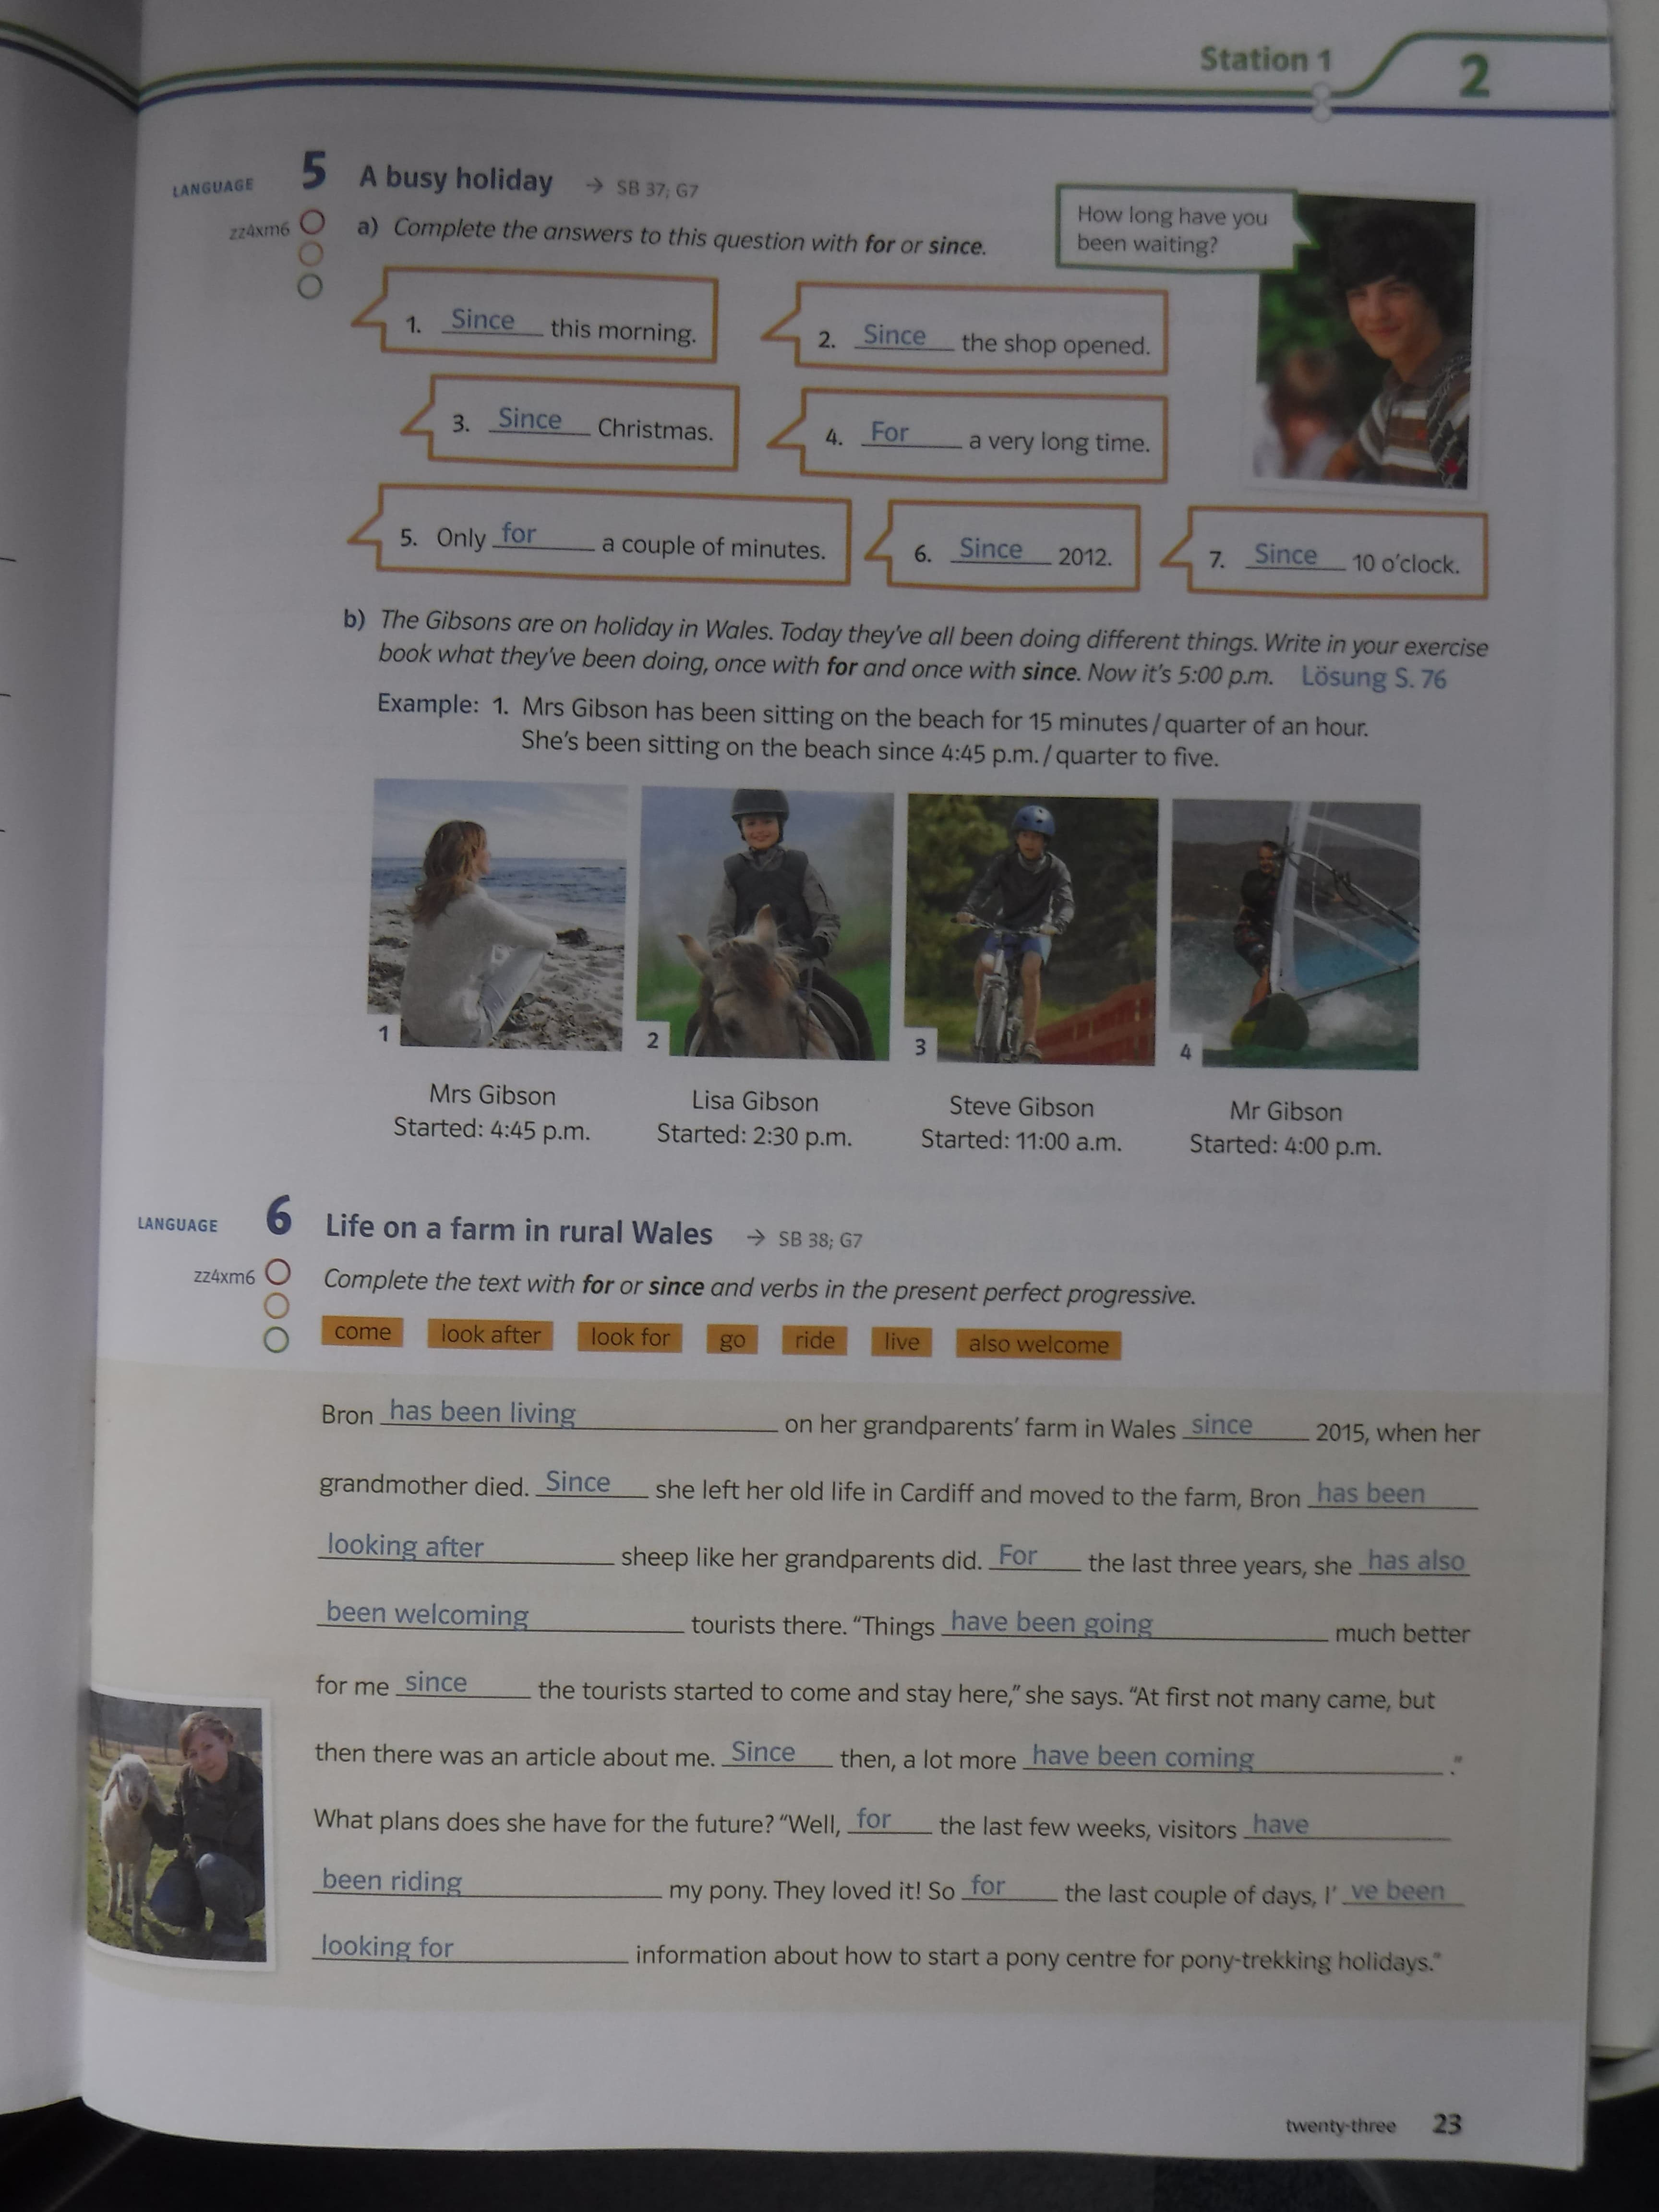 Station 1
2
LANGUAGE 5 A busy holiday → SB 37; G7
zz4xm6 a) Complete the answers to this question with for or since.
How long have you
been waiting?
1. Since this morning.
2. Since the shop opened.
3. Since Christmas.
4. For a very long time.
5. Only for a couple of minutes.
6. Since 2012.
7. Since 10 o'clock.
b) The Gibsons are on holiday in Wales. Today they've all been doing different things. Write in your exercise
book what they've been doing, once with for and once with since. Now it's 5:00 p.m. Lösung S. 76
Example: 1. Mrs Gibson has been sitting on the beach for 15 minutes / quarter of an hour.
She's been sitting on the beach since 4:45 p.m. / quarter to five.
1
2
3
4
Mrs Gibson
Started: 4:45 p.m.
Lisa Gibson
Started: 2:30 p.m.
Steve Gibson
Started: 11:00 a.m.
Mr Gibson
Started: 4:00 p.m.
LANGUAGE 6 Life on a farm in rural Wales → SB 38; G7
zz4xm6 Complete the text with for or since and verbs in the present perfect progressive.
come look after look for go ride live also welcome
Bron has been living on her grandparents' farm in Wales since 2015, when her
grandmother died. Since she left her old life in Cardiff and moved to the farm, Bron has been
looking after sheep like her grandparents did. For the last three years, she has also
been welcoming tourists there. “Things have been going much better
for me since the tourists started to come and stay here,” she says. “At first not many came, but
then there was an article about me. Since then, a lot more have been coming .”
What plans does she have for the future? “Well, for the last few weeks, visitors have
been riding my pony. They loved it! So for the last couple of days, I' ve been
looking for information about how to start a pony centre for pony-trekking holidays.”
twenty-three 23